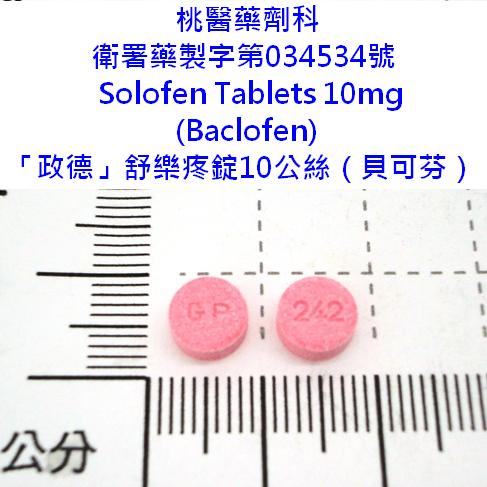 桃醫藥劑科
衛署藥製字第034534號
Solofen Tablets 10mg
(Baclofen)
「政德」舒樂疼錠10公絲（貝可芬）
GP 242
公分